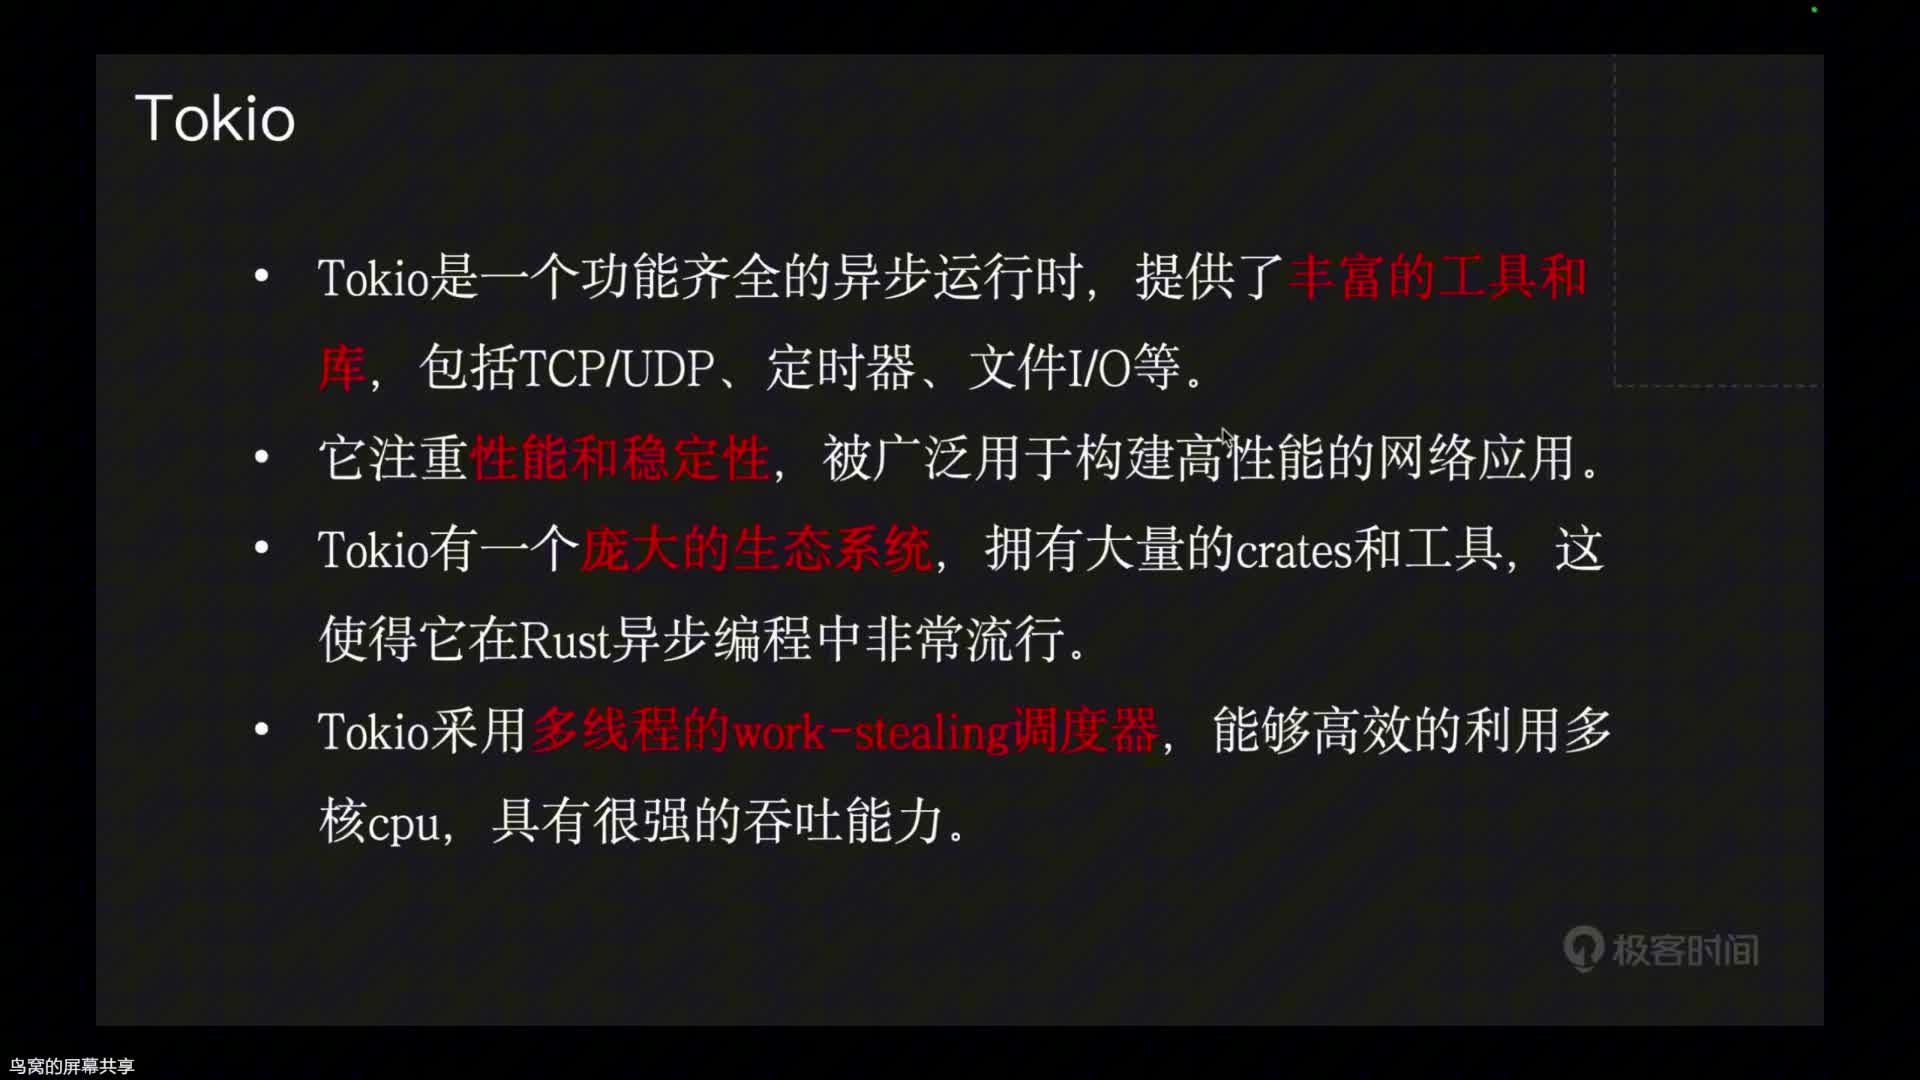 Tokio
• Tokio是一个功能齐全的异步运行时，提供了丰富的工具和
库，包括TCP/UDP、定时器、文件I/O等。
• 它注重性能和稳定性，被广泛用于构建高性能的网络应用。
• Tokio有一个庞大的生态系统，拥有大量的crates和工具，这
使得它在Rust异步编程中非常流行。
• Tokio采用多线程的work-stealing调度器，能够高效的利用多
核cpu，具有很强的吞吐能力。
极客时间
鸟窝的屏幕共享